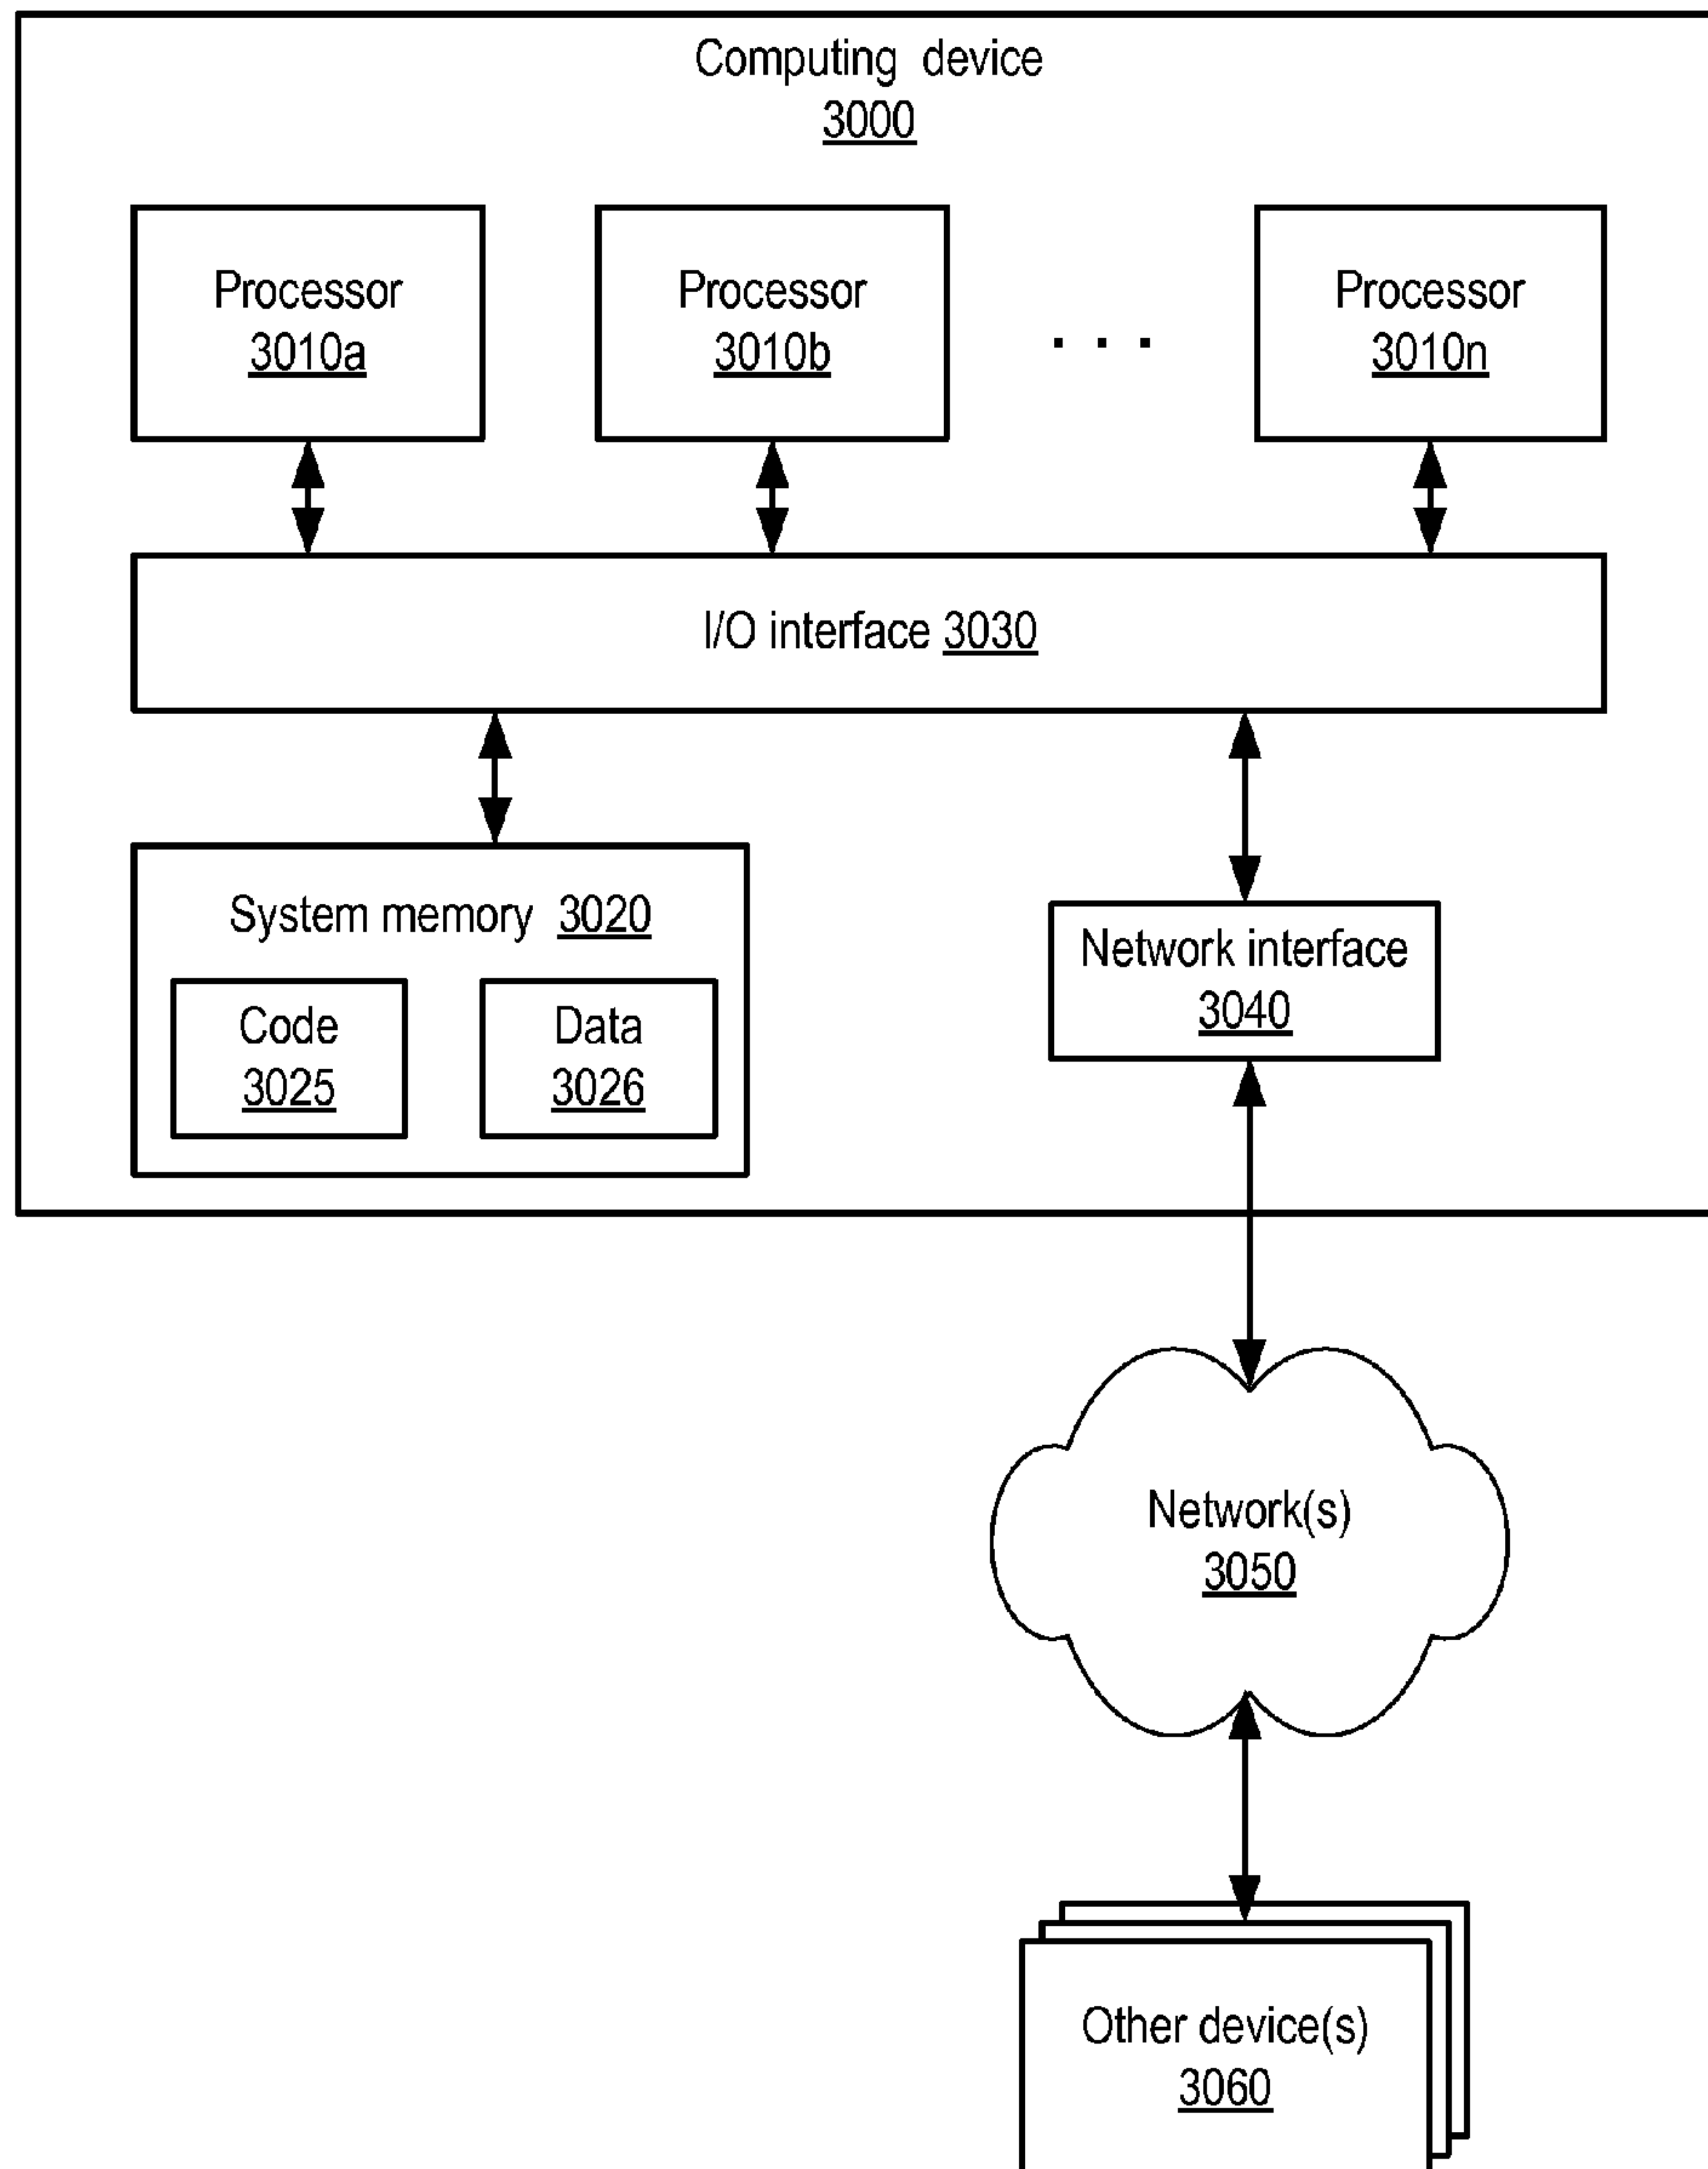 Computing device
3000
Processor
3010a
Processor
3010b
. . .
Processor
3010n
I/O interface 3030
System memory 3020
Code
3025
Data
3026
Network interface
3040
Network(s)
3050
Other device(s)
3060